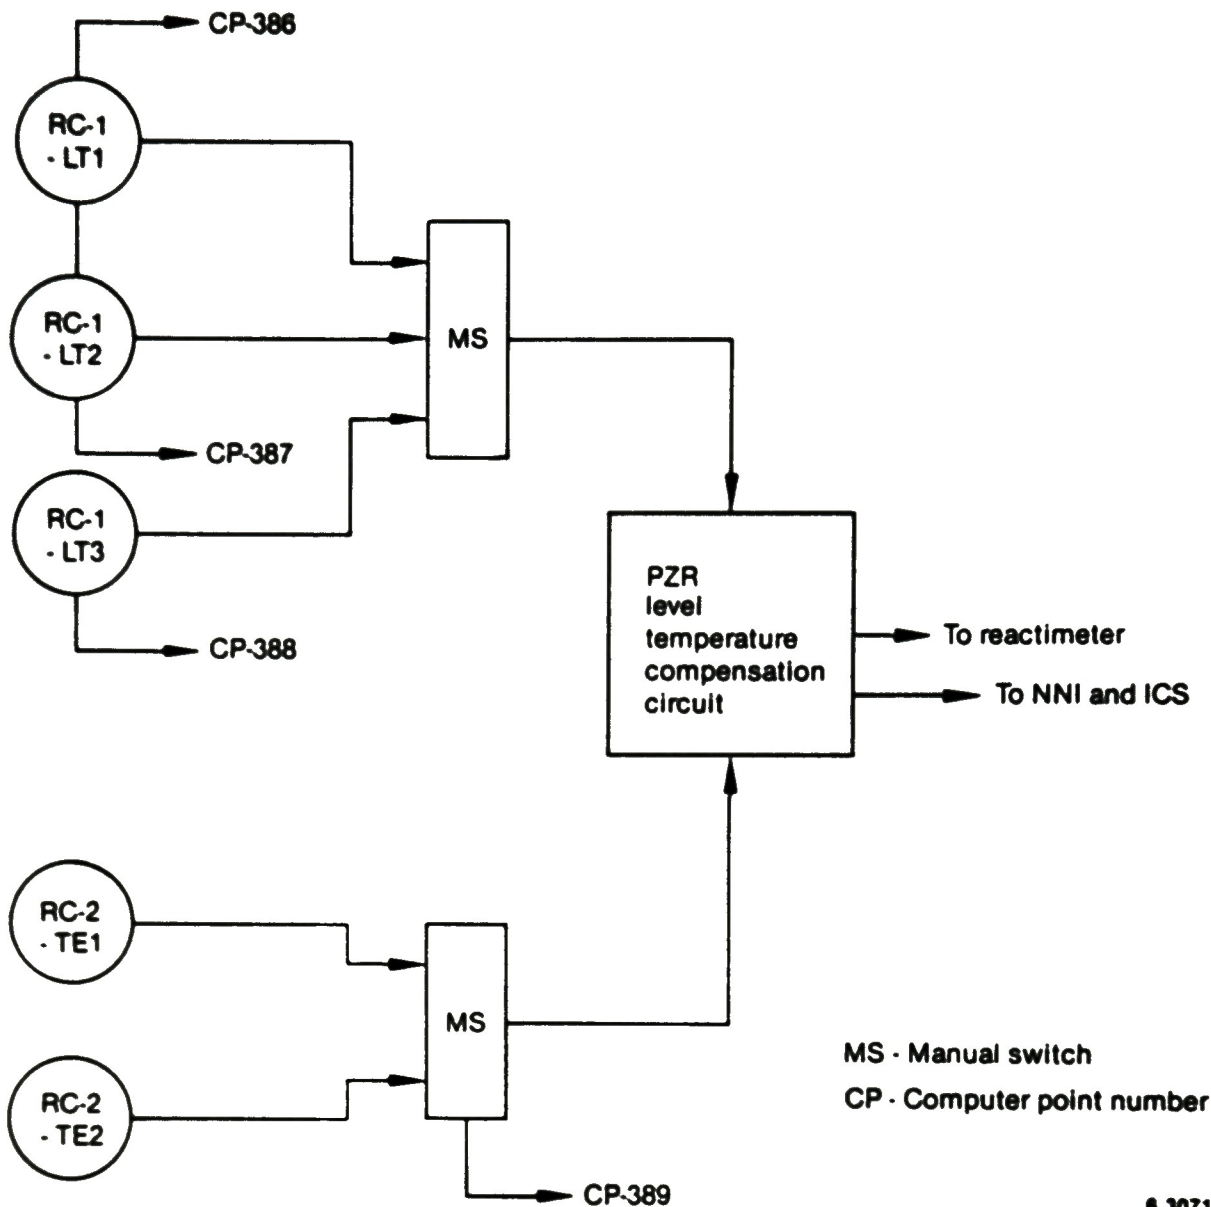 CP-386
RC-1
- LT1
RC-1
- LT2
MS
CP-387
RC-1
- LT3
CP-388
PZR
level
temperature
compensation
circuit
To reactimeter
To NNI and ICS
RC-2
- TE1
MS
RC-2
- TE2
CP-389
MS - Manual switch
CP - Computer point number